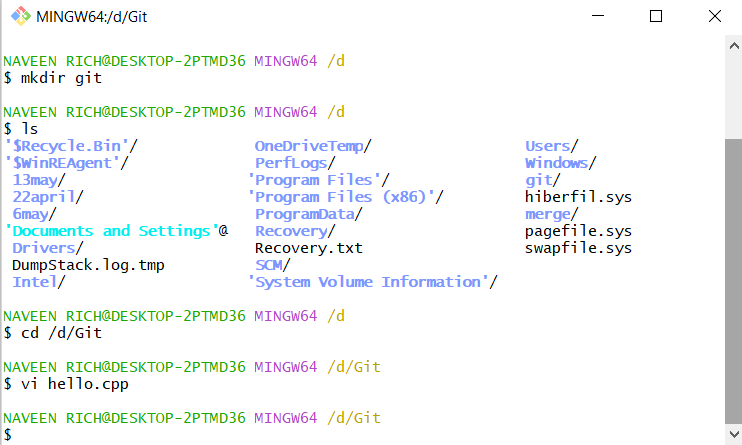 MINGW64:/d/Git
NAVEEN RICH@DESKTOP-2PTMD36 MINGW64 /d
$ mkdir git
NAVEEN RICH@DESKTOP-2PTMD36 MINGW64 /d
$ ls
'$Recycle.Bin'/ OneDriveTemp/ Users/
'$WinREAgent'/ PerfLogs/ Windows/
13may/ 'Program Files'/ git/
22april/ 'Program Files (x86)'/ hiberfil.sys
6may/ ProgramData/ merge/
'Documents and Settings'@ Recovery/ pagefile.sys
Drivers/ Recovery.txt swapfile.sys
DumpStack.log.tmp SCM/
Intel/ 'System Volume Information'/
NAVEEN RICH@DESKTOP-2PTMD36 MINGW64 /d
$ cd /d/Git
NAVEEN RICH@DESKTOP-2PTMD36 MINGW64 /d/Git
$ vi hello.cpp
NAVEEN RICH@DESKTOP-2PTMD36 MINGW64 /d/Git
$